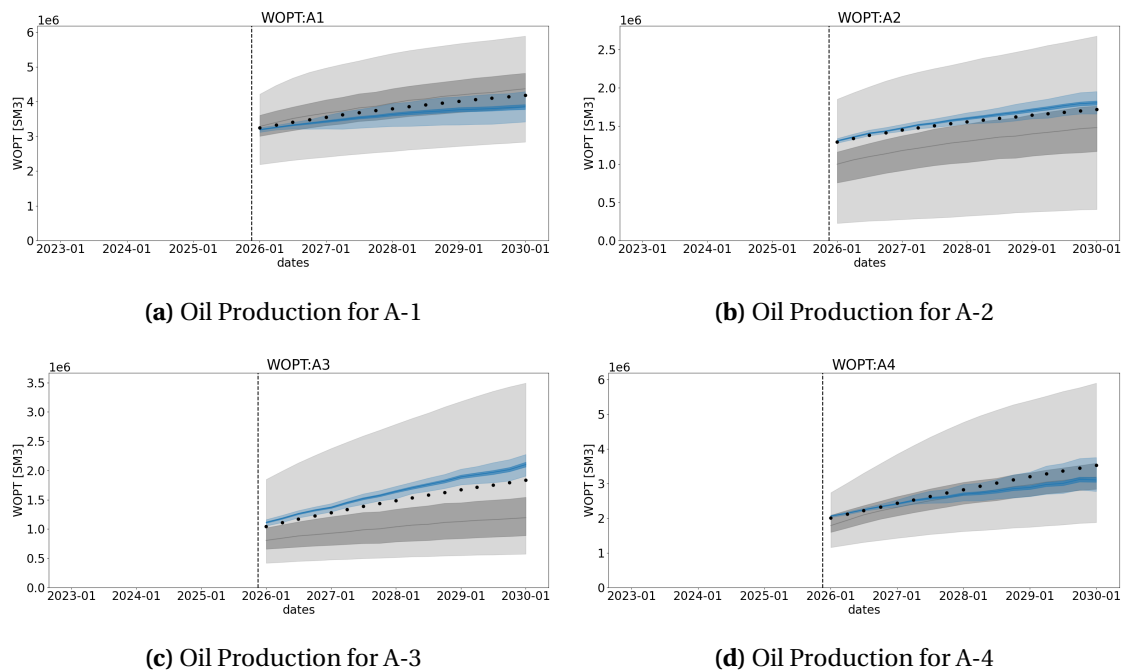 WOPT:A1
1e6
6
5
4
3
2
1
0
WOPT [SM3]
2023-01 2024-01 2025-01 2026-01 2027-01 2028-01 2029-01 2030-01
dates
(a) Oil Production for A-1
WOPT:A2
1e6
2.5
2.0
1.5
1.0
0.5
0.0
WOPT [SM3]
2023-01 2024-01 2025-01 2026-01 2027-01 2028-01 2029-01 2030-01
dates
(b) Oil Production for A-2
WOPT:A3
1e6
3.5
3.0
2.5
2.0
1.5
1.0
0.5
0.0
WOPT [SM3]
2023-01 2024-01 2025-01 2026-01 2027-01 2028-01 2029-01 2030-01
dates
(c) Oil Production for A-3
WOPT:A4
1e6
6
5
4
3
2
1
0
WOPT [SM3]
2023-01 2024-01 2025-01 2026-01 2027-01 2028-01 2029-01 2030-01
dates
(d) Oil Production for A-4